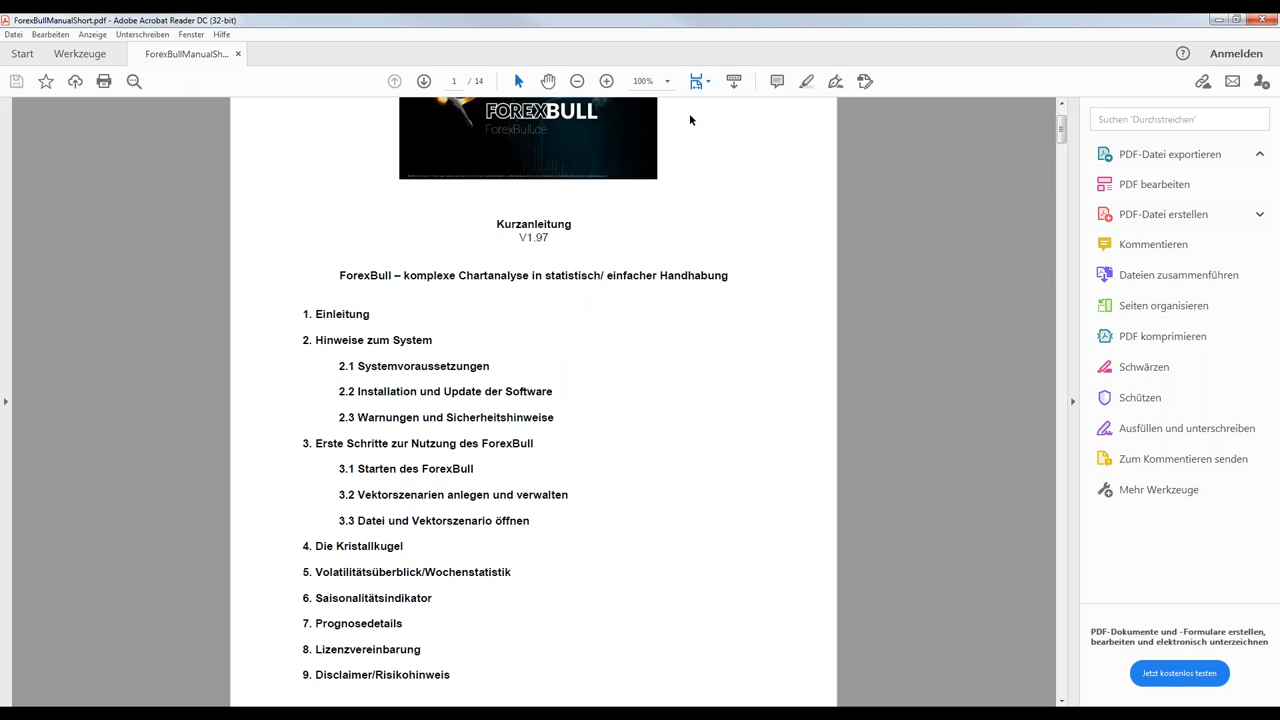 ForexBullManualShort.pdf - Adobe Acrobat Reader DC (32-bit)
Datei Bearbeiten Anzeige Unterschreiben Fenster Hilfe
Start Werkzeuge ForexBullManualSh... × Anmelden
1 / 14 100%
FOREXBULL
ForexBull.de
Kurzanleitung
V1.97
ForexBull – komplexe Chartanalyse in statistisch/ einfacher Handhabung
1. Einleitung
2. Hinweise zum System
2.1 Systemvoraussetzungen
2.2 Installation und Update der Software
2.3 Warnungen und Sicherheitshinweise
3. Erste Schritte zur Nutzung des ForexBull
3.1 Starten des ForexBull
3.2 Vektorszenarien anlegen und verwalten
3.3 Datei und Vektorszenario öffnen
4. Die Kristallkugel
5. Volatilitätsüberblick/Wochenstatistik
6. Saisonalitätsindikator
7. Prognosedetails
8. Lizenzvereinbarung
9. Disclaimer/Risikohinweis
Suchen 'Durchstreichen'
PDF-Datei exportieren
PDF bearbeiten
PDF-Datei erstellen
Kommentieren
Dateien zusammenführen
Seiten organisieren
PDF komprimieren
Schwärzen
Schützen
Ausfüllen und unterschreiben
Zum Kommentieren senden
Mehr Werkzeuge
PDF-Dokumente und -Formulare erstellen,
bearbeiten und elektronisch unterzeichnen
Jetzt kostenlos testen